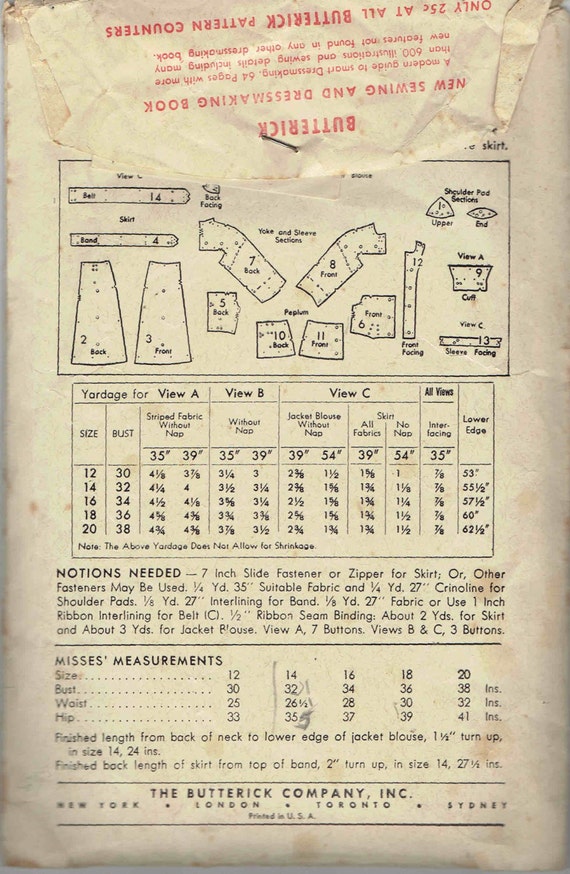 ONLY 25c AT ALL BUTTERICK PATTERN COUNTERS
new features not found in any other dressmaking book.
than 600 illustrations and sewing details including many
A modern guide to smart Dressmaking. 64 Pages with more
NEW SEWING AND DRESSMAKING BOOK
BUTTERICK
skirt.
View C
Blouse
Belt 14
Back
Facing
Shoulder Pad
Sections
1
Upper
End
Skirt
Band 4
Yoke and Sleeve
Sections
7
Back
8
Front
12
Front
Facing
View A
9
Cuff
2
Back
3
Front
5
Back
Peplum
10
Back
11
Front
6
Front
View C
13
Sleeve Facing
Yardage for View A View B View C All Views
SIZE BUST Striped Fabric Without Nap Without Nap Jacket Blouse Without Nap Skirt All Fabrics No Nap Inter-facing Lower Edge
35" 39" 35" 39" 39" 54" 39" 54" 35"
12 30 4⅛ 3⅞ 3¼ 3 2⅜ 1½ 1⅝ 1 ⅞ 53"
14 32 4¼ 4 3½ 3¼ 2⅜ 1⅝ 1¾ 1⅛ ⅞ 55½"
16 34 4½ 4⅛ 3⅝ 3¼ 2½ 1⅝ 1¾ 1¼ ⅞ 57½"
18 36 4⅝ 4⅜ 3¾ 3⅜ 2⅝ 1¾ 1¾ 1½ ⅞ 60"
20 38 4¾ 4⅜ 3⅞ 3½ 2¾ 1¾ 1¾ 1½ ⅞ 62½"
Note: The Above Yardage Does Not Allow for Shrinkage.
NOTIONS NEEDED — 7 Inch Slide Fastener or Zipper for Skirt; Or, Other
Fasteners May Be Used. ¼ Yd. 35" Suitable Fabric and ¼ Yd. 27" Crinoline for
Shoulder Pads. ⅛ Yd. 27" Interlining for Band. ⅛ Yd. 27" Fabric or Use 1 Inch
Ribbon Interlining for Belt (C). ½" Ribbon Seam Binding: About 2 Yds. for Skirt
and About 3 Yds. for Jacket Blouse. View A, 7 Buttons. Views B & C, 3 Buttons.
MISSES' MEASUREMENTS
Size 12 14 16 18 20
Bust 30 32 34 36 38 Ins.
Waist 25 26½ 28 30 32 Ins.
Hip 33 35 37 39 41 Ins.
Finished length from back of neck to lower edge of jacket blouse, 1½" turn up,
in size 14, 24 ins.
Finished back length of skirt from top of band, 2" turn up, in size 14, 27½ ins.
THE BUTTERICK COMPANY, INC.
NEW YORK • LONDON • TORONTO • SYDNEY
Printed in U. S. A.